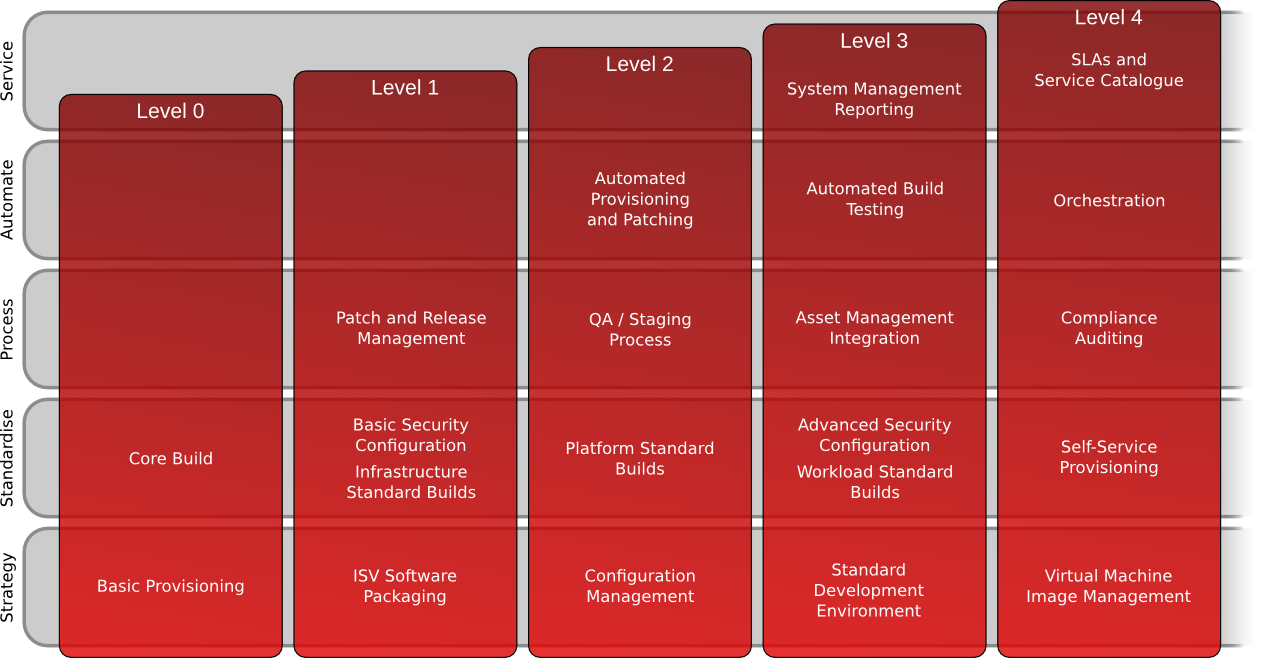 Level 4
Level 3
Level 2
Level 1
Level 0
Service
SLAs and
Service Catalogue
System Management
Reporting
Automate
Automated
Provisioning
and Patching
Automated Build
Testing
Orchestration
Process
Patch and Release
Management
QA / Staging
Process
Asset Management
Integration
Compliance
Auditing
Standardise
Core Build
Basic Security
Configuration
Infrastructure
Standard Builds
Platform Standard
Builds
Advanced Security
Configuration
Workload Standard
Builds
Self-Service
Provisioning
Strategy
Basic Provisioning
ISV Software
Packaging
Configuration
Management
Standard
Development
Environment
Virtual Machine
Image Management